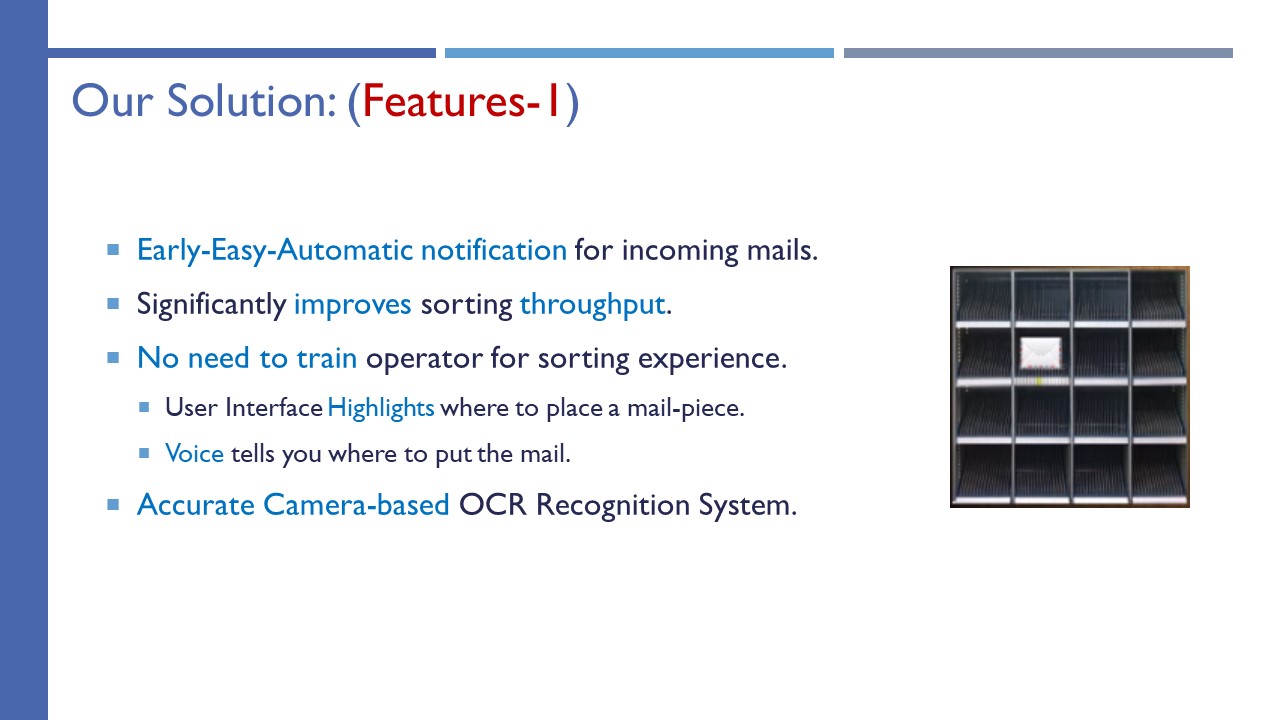 Our Solution: (Features-1)
Early-Easy-Automatic notification for incoming mails.
Significantly improves sorting throughput.
No need to train operator for sorting experience.
User Interface Highlights where to place a mail-piece.
Voice tells you where to put the mail.
Accurate Camera-based OCR Recognition System.